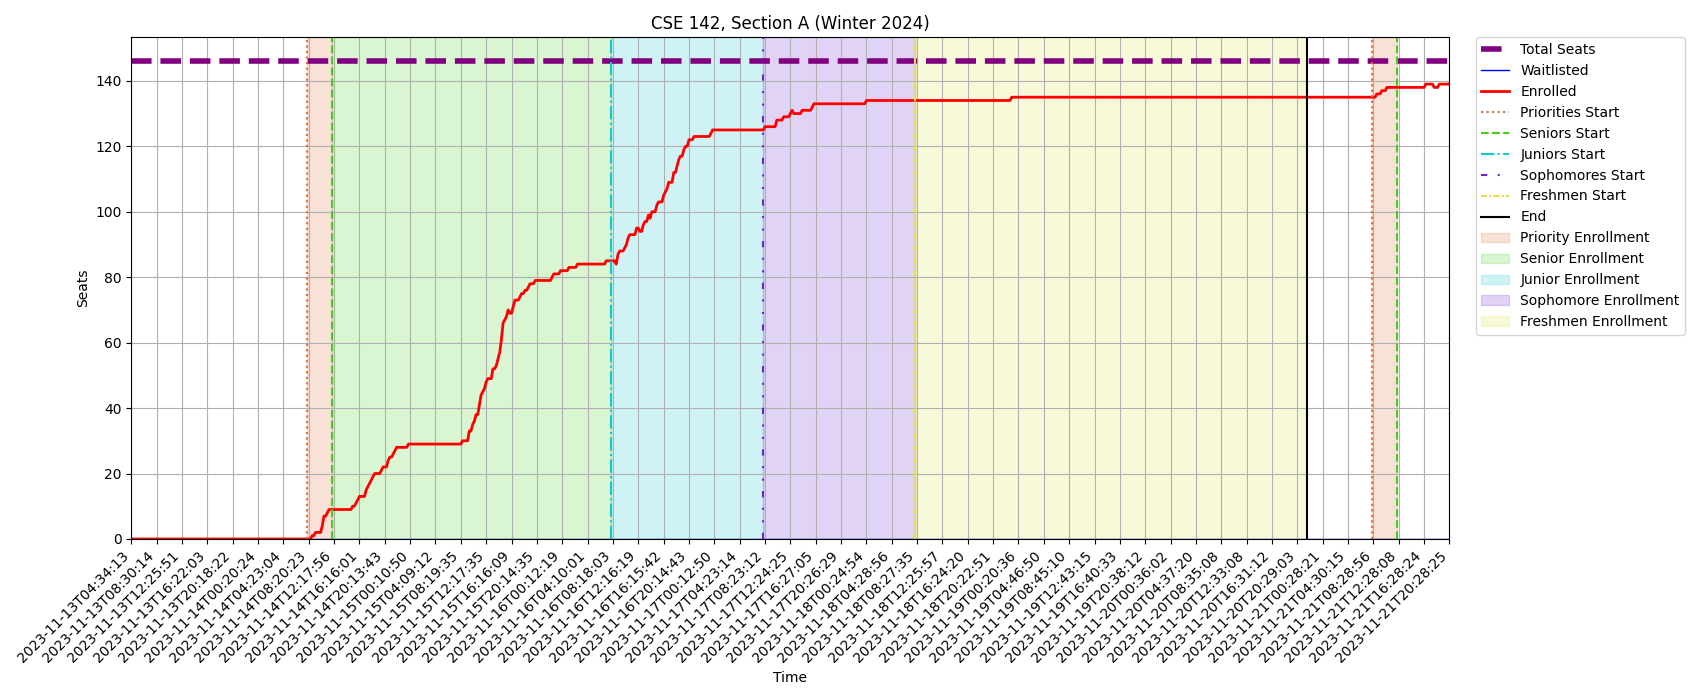 CSE 142, Section A (Winter 2024)
Seats
140
120
100
80
60
40
20
0
2023-11-13T04:34:13
2023-11-13T08:30:14
2023-11-13T12:25:51
2023-11-13T16:22:03
2023-11-13T20:18:22
2023-11-14T00:20:24
2023-11-14T04:23:04
2023-11-14T08:20:23
2023-11-14T12:17:56
2023-11-14T16:16:01
2023-11-14T20:13:43
2023-11-15T00:10:50
2023-11-15T04:09:12
2023-11-15T08:19:35
2023-11-15T12:17:35
2023-11-15T16:16:09
2023-11-15T20:14:35
2023-11-16T00:12:19
2023-11-16T04:10:01
2023-11-16T08:18:03
2023-11-16T12:16:19
2023-11-16T16:15:42
2023-11-16T20:14:43
2023-11-17T00:12:50
2023-11-17T04:23:14
2023-11-17T08:23:12
2023-11-17T12:24:25
2023-11-17T16:27:05
2023-11-17T20:26:29
2023-11-18T00:24:54
2023-11-18T04:28:56
2023-11-18T08:27:35
2023-11-18T12:25:57
2023-11-18T16:24:20
2023-11-18T20:22:51
2023-11-19T00:20:36
2023-11-19T04:46:50
2023-11-19T08:45:10
2023-11-19T12:43:15
2023-11-19T16:40:33
2023-11-19T20:38:12
2023-11-20T00:36:02
2023-11-20T04:37:20
2023-11-20T08:35:08
2023-11-20T12:33:08
2023-11-20T16:31:12
2023-11-20T20:29:03
2023-11-21T00:28:21
2023-11-21T04:30:15
2023-11-21T08:28:56
2023-11-21T12:28:08
2023-11-21T16:28:24
2023-11-21T20:28:25
Time
Total Seats
Waitlisted
Enrolled
Priorities Start
Seniors Start
Juniors Start
Sophomores Start
Freshmen Start
End
Priority Enrollment
Senior Enrollment
Junior Enrollment
Sophomore Enrollment
Freshmen Enrollment